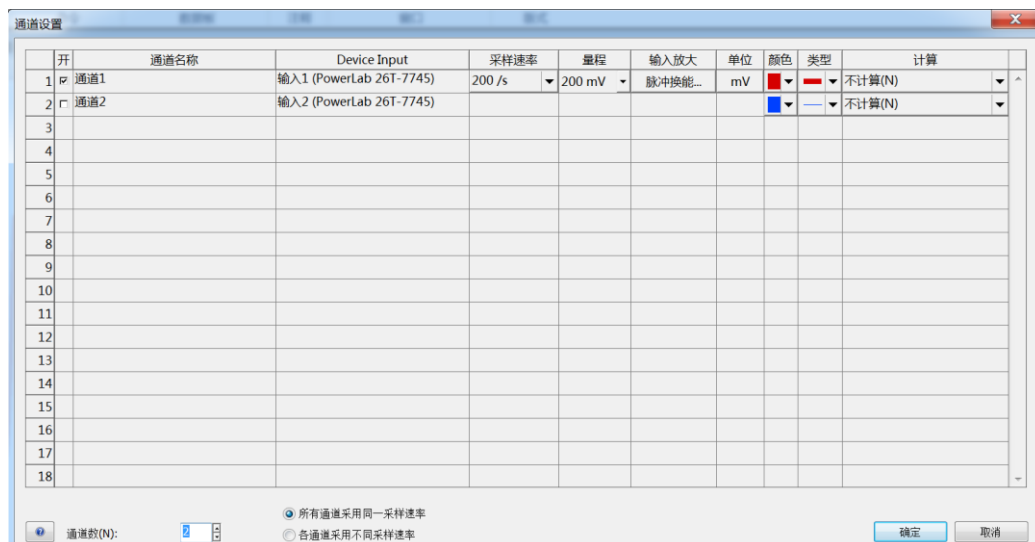 通道设置
开 通道名称 Device Input 采样速率 量程 输入放大 单位 颜色 类型 计算
1 通道1 输入1 (PowerLab 26T-7745) 200 /s 200 mV 脉冲换能... mV 不计算(N)
2 通道2 输入2 (PowerLab 26T-7745) 不计算(N)
3
4
5
6
7
8
9
10
11
12
13
14
15
16
17
18
所有通道采用同一采样速率
通道数(N): 2 确定 取消
各通道采用不同采样速率